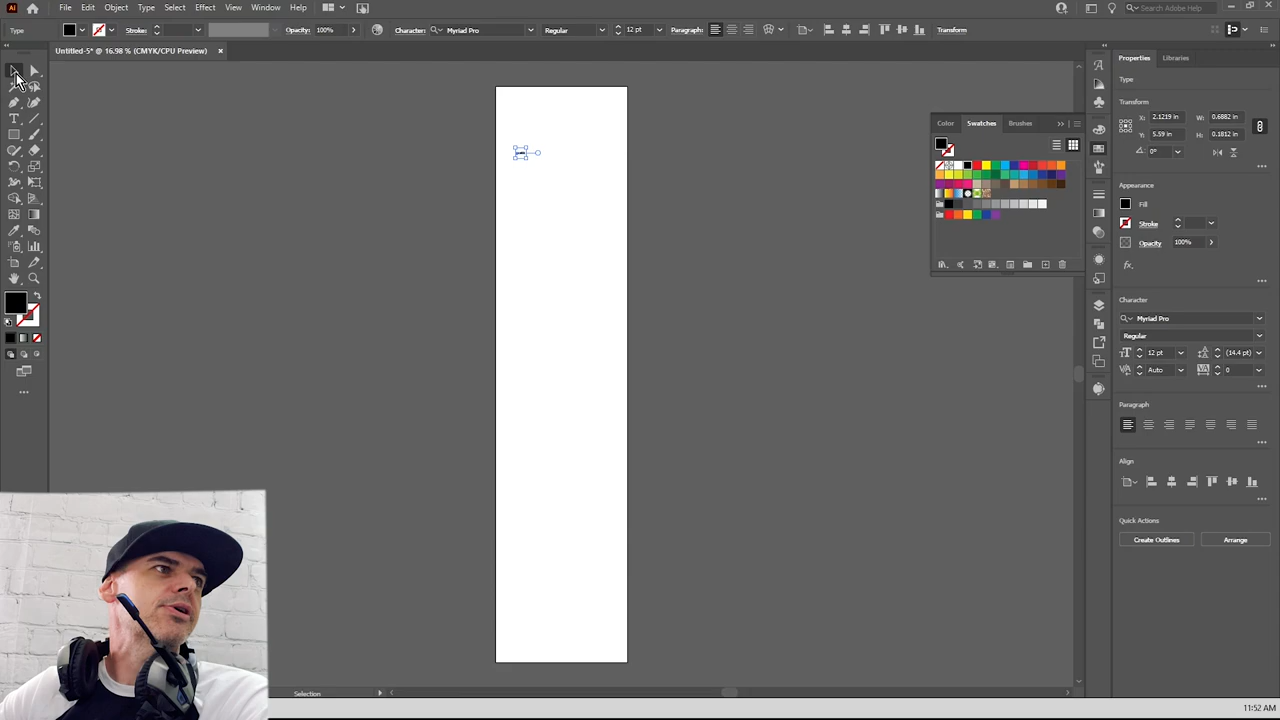 File Edit Object Type Select Effect View Window Help
Search Adobe Help
Type Stroke: Opacity: 100% Character: Myriad Pro Regular 12 pt Paragraph: Transform
Untitled-5* @ 16.98 % (CMYK/CPU Preview)
Color Swatches Brushes
Properties Libraries
Type
Transform
X: 2.1219 in W: 0.6882 in
Y: 5.59 in H: 0.1812 in
0°
Appearance
Fill
Stroke
Opacity 100%
fx
Character
Myriad Pro
Regular
12 pt (14.4 pt)
Auto 0
Paragraph
Align
Quick Actions
Create Outlines Arrange
Selection
11:52 AM